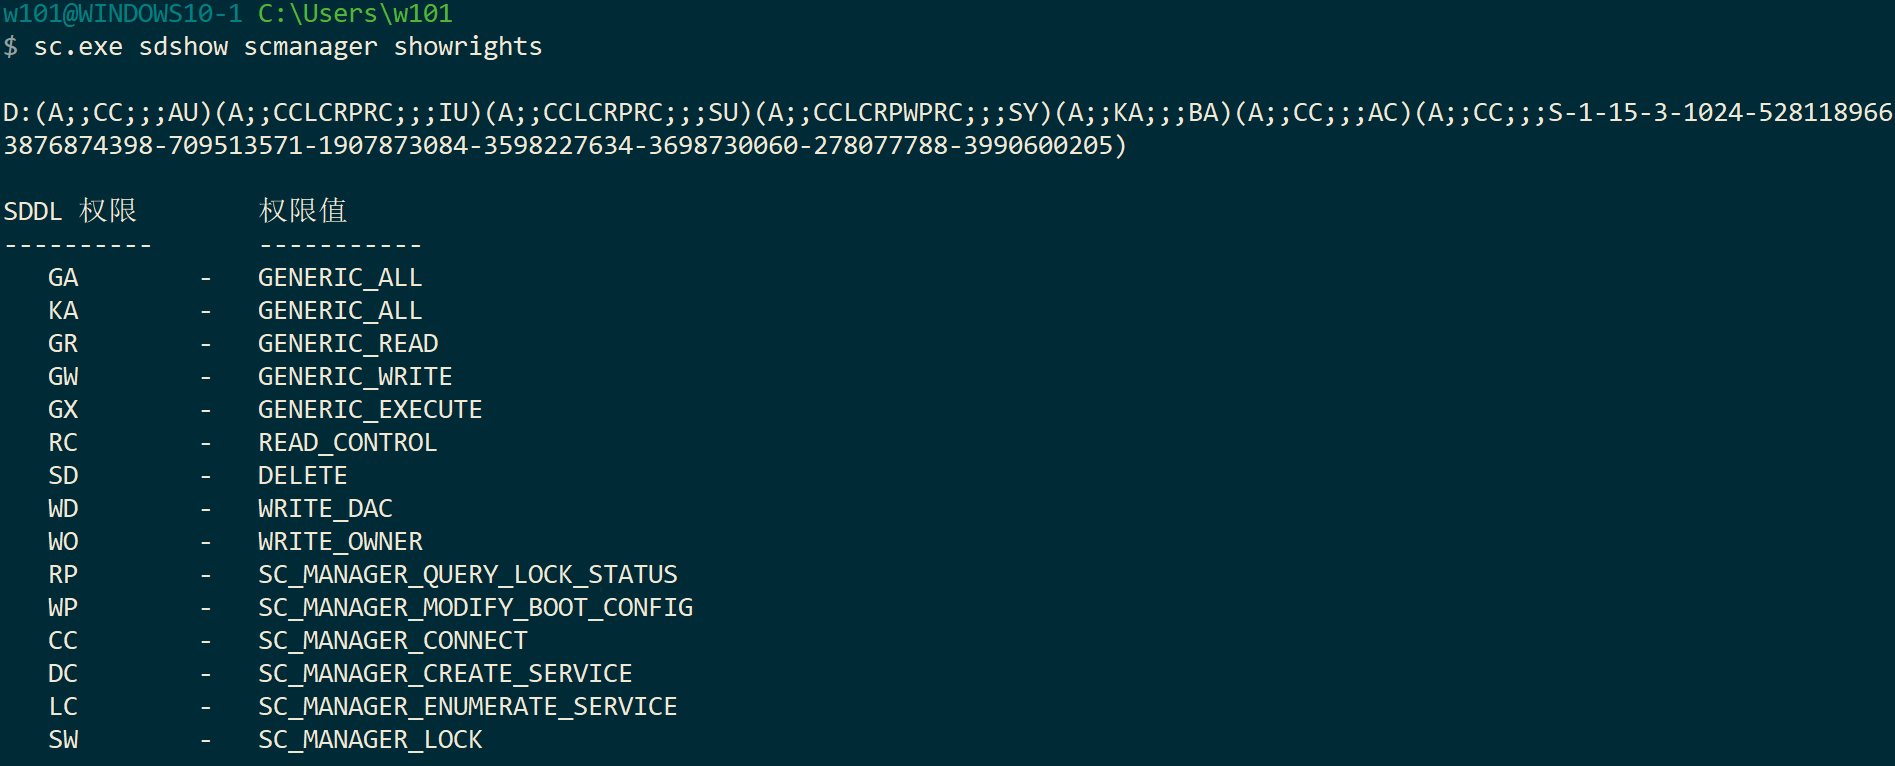 w101@WINDOWS10-1 C:\Users\w101
$ sc.exe sdshow scmanager showrights
D:(A;;CC;;;AU)(A;;CCLCRPRC;;;IU)(A;;CCLCRPRC;;;SU)(A;;CCLCRPWPRC;;;SY)(A;;KA;;;BA)(A;;CC;;;AC)(A;;CC;;;S-1-15-3-1024-528118966
3876874398-709513571-1907873084-3598227634-3698730060-278077788-3990600205)
SDDL 权限 权限值
---------- -----------
GA - GENERIC_ALL
KA - GENERIC_ALL
GR - GENERIC_READ
GW - GENERIC_WRITE
GX - GENERIC_EXECUTE
RC - READ_CONTROL
SD - DELETE
WD - WRITE_DAC
WO - WRITE_OWNER
RP - SC_MANAGER_QUERY_LOCK_STATUS
WP - SC_MANAGER_MODIFY_BOOT_CONFIG
CC - SC_MANAGER_CONNECT
DC - SC_MANAGER_CREATE_SERVICE
LC - SC_MANAGER_ENUMERATE_SERVICE
SW - SC_MANAGER_LOCK